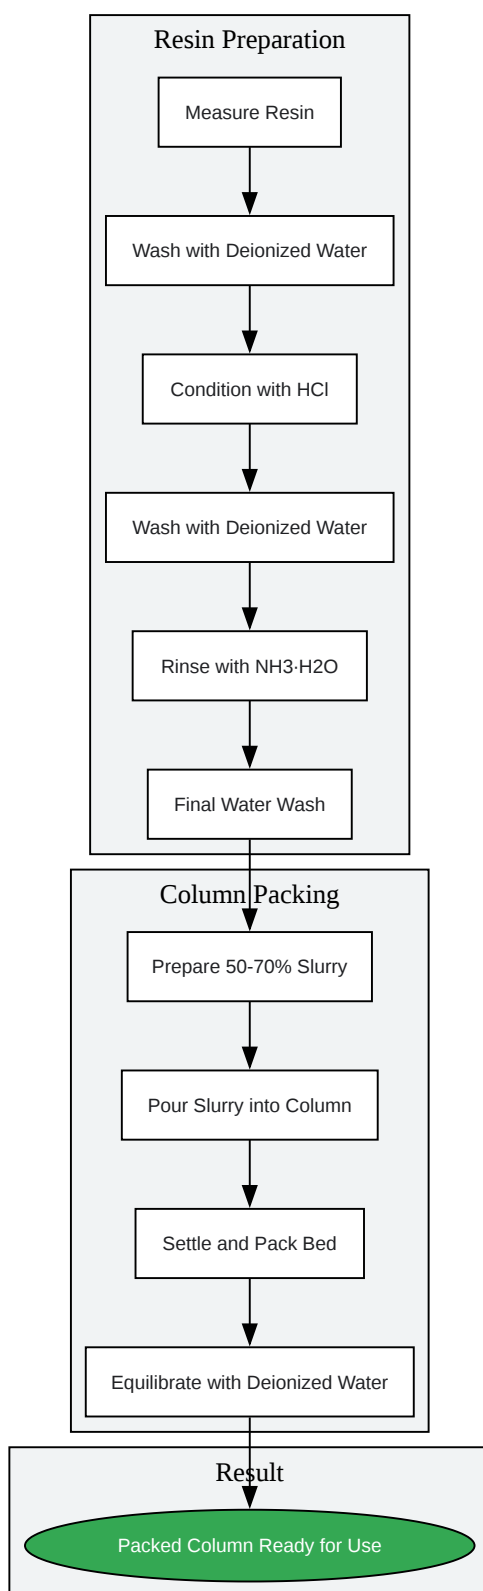 Resin Preparation
Measure Resin
Wash with Deionized Water
Condition with HCl
Wash with Deionized Water
Rinse with NH3·H2O
Final Water Wash
Column Packing
Prepare 50-70% Slurry
Pour Slurry into Column
Settle and Pack Bed
Equilibrate with Deionized Water
Result
Packed Column Ready for Use